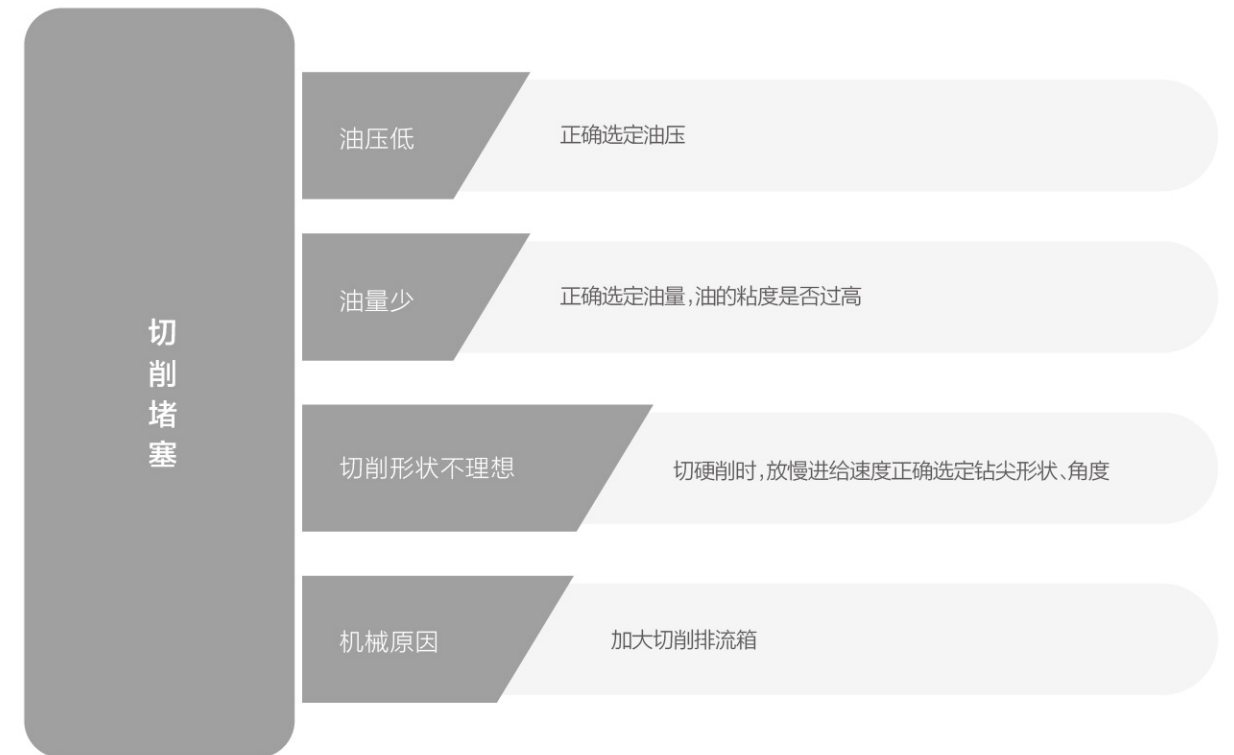 切削堵塞
油压低
正确选定油压
油量少
正确选定油量,油的粘度是否过高
切削形状不理想
切硬削时,放慢进给速度正确选定钻尖形状、角度
机械原因
加大切削排流箱